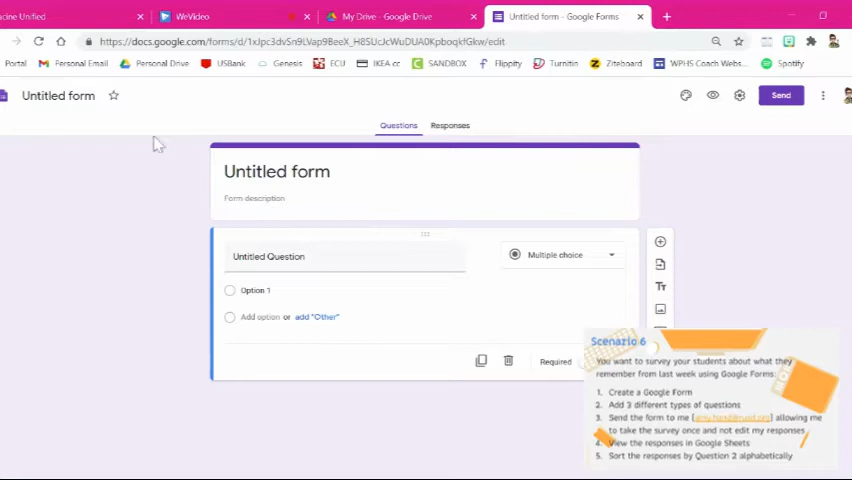 acine Unified
WeVideo
My Drive - Google Drive
Untitled form - Google Forms
https://docs.google.com/forms/d/1xJpc3dvSn9LVap9BeeX_H8SUcJcWuDUA0KpboqkfGkw/edit
Portal
Personal Email
Personal Drive
USBank
Genesis
ECU
IKEA cc
SANDBOX
Flippity
Turnitin
Ziteboard
WPHS Coach Webs...
Spotify
Untitled form
Send
Questions
Responses
Untitled form
Form description
Untitled Question
Multiple choice
Option 1
Add option or add "Other"
Required
Scenario 6
You want to survey your students about what they
remember from last week using Google Forms:
1. Create a Google Form
2. Add 3 different types of questions
3. Send the form to me allowing me
to take the survey once and not edit my responses
4. View the responses in Google Sheets
5. Sort the responses by Question 2 alphabetically